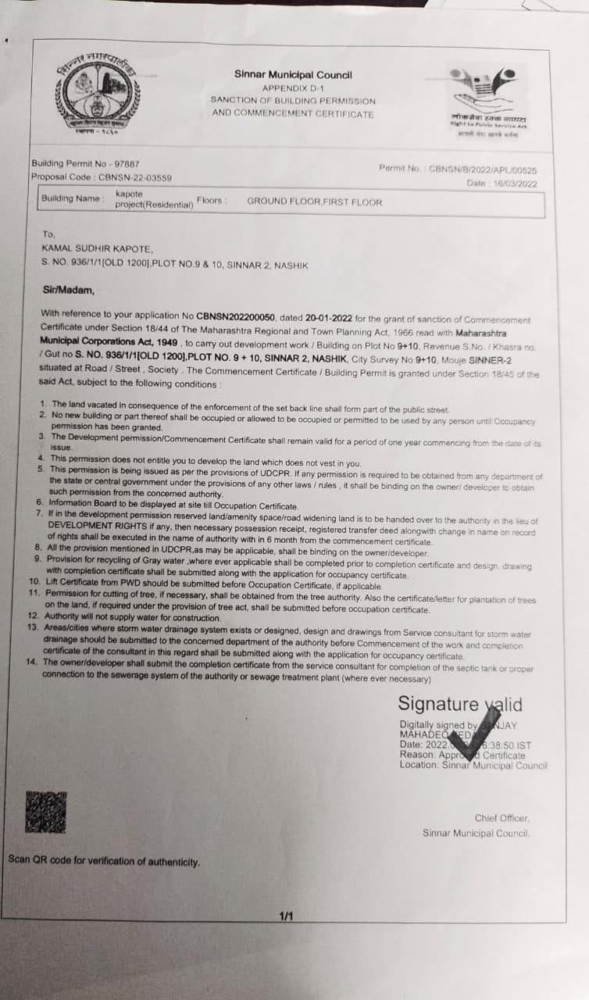 सिन्नर नगरपालिका
स्थापना - १८६०
Sinnar Municipal Council
APPENDIX D-1
SANCTION OF BUILDING PERMISSION
AND COMMENCEMENT CERTIFICATE
लोकसेवा हक्क कायदा
Right to Public Service Act
आमची सेवा आपले कर्तव्य
Building Permit No - 97887
Proposal Code : CBNSN-22-03559
Permit No. : CBNSN/B/2022/APL/00525
Date : 16/03/2022
Building Name : kapote project(Residential) Floors : GROUND FLOOR,FIRST FLOOR
To,
KAMAL SUDHIR KAPOTE,
S. NO. 936/1/1[OLD 1200],PLOT NO.9 & 10, SINNAR 2, NASHIK
Sir/Madam,
With reference to your application No CBNSN202200050, dated 20-01-2022 for the grant of sanction of Commencement
Certificate under Section 18/44 of The Maharashtra Regional and Town Planning Act, 1966 read with Maharashtra
Municipal Corporations Act, 1949 , to carry out development work / Building on Plot No 9+10, Revenue S.No. / Khasra no.
/ Gut no S. NO. 936/1/1[OLD 1200],PLOT NO. 9 + 10, SINNAR 2, NASHIK, City Survey No 9+10, Mouje SINNER-2
situated at Road / Street , Society . The Commencement Certificate / Building Permit is granted under Section 18/45 of the
said Act, subject to the following conditions :
1. The land vacated in consequence of the enforcement of the set back line shall form part of the public street.
2. No new building or part thereof shall be occupied or allowed to be occupied or permitted to be used by any person until Occupancy
permission has been granted.
3. The Development permission/Commencement Certificate shall remain valid for a period of one year commencing from the date of its
issue.
4. This permission does not entitle you to develop the land which does not vest in you.
5. This permission is being issued as per the provisions of UDCPR. If any permission is required to be obtained from any department of
the state or central government under the provisions of any other laws / rules , it shall be binding on the owner/ developer to obtain
such permission from the concerned authority.
6. Information Board to be displayed at site till Occupation Certificate.
7. If in the development permission reserved land/amenity space/road widening land is to be handed over to the authority in the lieu of
DEVELOPMENT RIGHTS if any, then necessary possession receipt, registered transfer deed alongwith change in name on record
of rights shall be executed in the name of authority with in 6 month from the commencement certificate.
8. All the provision mentioned in UDCPR,as may be applicable, shall be binding on the owner/developer.
9. Provision for recycling of Gray water ,where ever applicable shall be completed prior to completion certificate and design, drawing
with completion certificate shall be submitted along with the application for occupancy certificate.
10. Lift Certificate from PWD should be submitted before Occupation Certificate, if applicable.
11. Permission for cutting of tree, if necessary, shall be obtained from the tree authority. Also the certificate/letter for plantation of trees
on the land, if required under the provision of tree act, shall be submitted before occupation certificate.
12. Authority will not supply water for construction.
13. Areas/cities where storm water drainage system exists or designed, design and drawings from Service consultant for storm water
drainage should be submitted to the concerned department of the authority before Commencement of the work and completion
certificate of the consultant in this regard shall be submitted along with the application for occupancy certificate.
14. The owner/developer shall submit the completion certificate from the service consultant for completion of the septic tank or proper
connection to the sewerage system of the authority or sewage treatment plant (where ever necessary)
Signature valid
Digitally signed by SANJAY
MAHADEO
Date: 2022. 6:38:50 IST
Reason: Approved Certificate
Location: Sinnar Municipal Council
Chief Officer,
Sinnar Municipal Council.
Scan QR code for verification of authenticity.
1/1